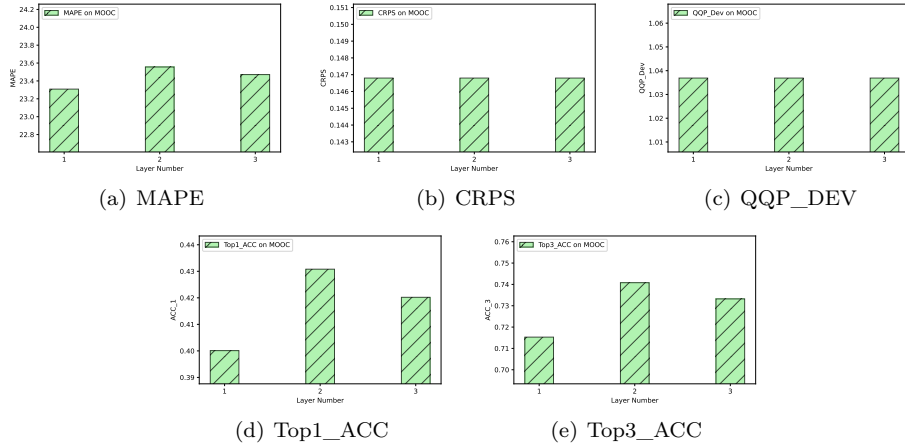 MAPE on MOOC
24.2
24.0
23.8
23.6
23.4
23.2
23.0
22.8
MAPE
1 2 3
Layer Number
(a) MAPE
CRPS on MOOC
0.151
0.150
0.149
0.148
0.147
0.146
0.145
0.144
0.143
CRPS
1 2 3
Layer Number
(b) CRPS
QQP_Dev on MOOC
1.06
1.05
1.04
1.03
1.02
1.01
QQP_Dev
1 2 3
Layer Number
(c) QQP_DEV
Top1_ACC on MOOC
0.44
0.43
0.42
0.41
0.40
0.39
ACC_1
1 2 3
Layer Number
(d) Top1_ACC
Top3_ACC on MOOC
0.76
0.75
0.74
0.73
0.72
0.71
0.70
ACC_3
1 2 3
Layer Number
(e) Top3_ACC